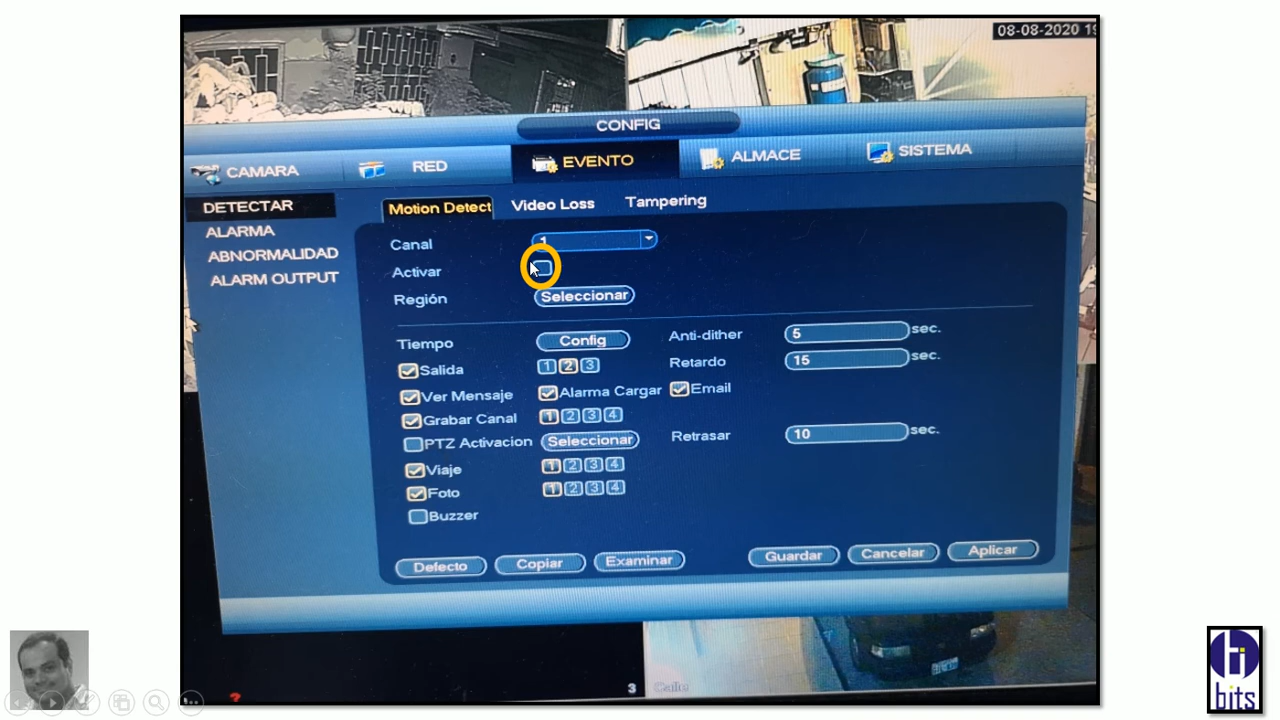 08-08-2020 19
CONFIG
CAMARA RED EVENTO ALMACE SISTEMA
DETECTAR
ALARMA
ABNORMALIDAD
ALARM OUTPUT
Motion Detect Video Loss Tampering
Canal 1
Activar
Región Seleccionar
Tiempo Config Anti-dither 5 sec.
Salida 1 2 3 Retardo 15 sec.
Ver Mensaje Alarma Cargar Email
Grabar Canal 1 2 3 4
PTZ Activacion Seleccionar Retrasar 10 sec.
Viaje 1 2 3 4
Foto 1 2 3 4
Buzzer
Defecto Copiar Examinar Guardar Cancelar Aplicar
3
?
bits